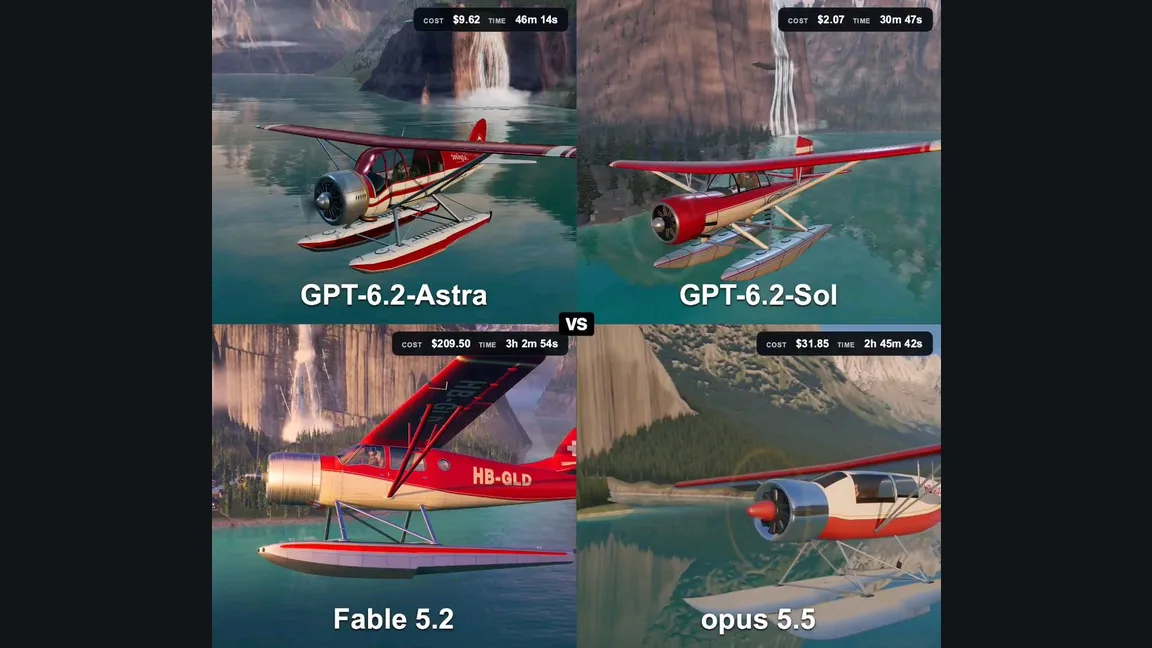 COST $9.62 TIME 46m 14s
COST $2.07 TIME 30m 47s
Wings
GPT-6.2-Astra
GPT-6.2-Sol
VS
COST $209.50 TIME 3h 2m 54s
COST $31.85 TIME 2h 45m 42s
HB-GLD
Fable 5.2
opus 5.5